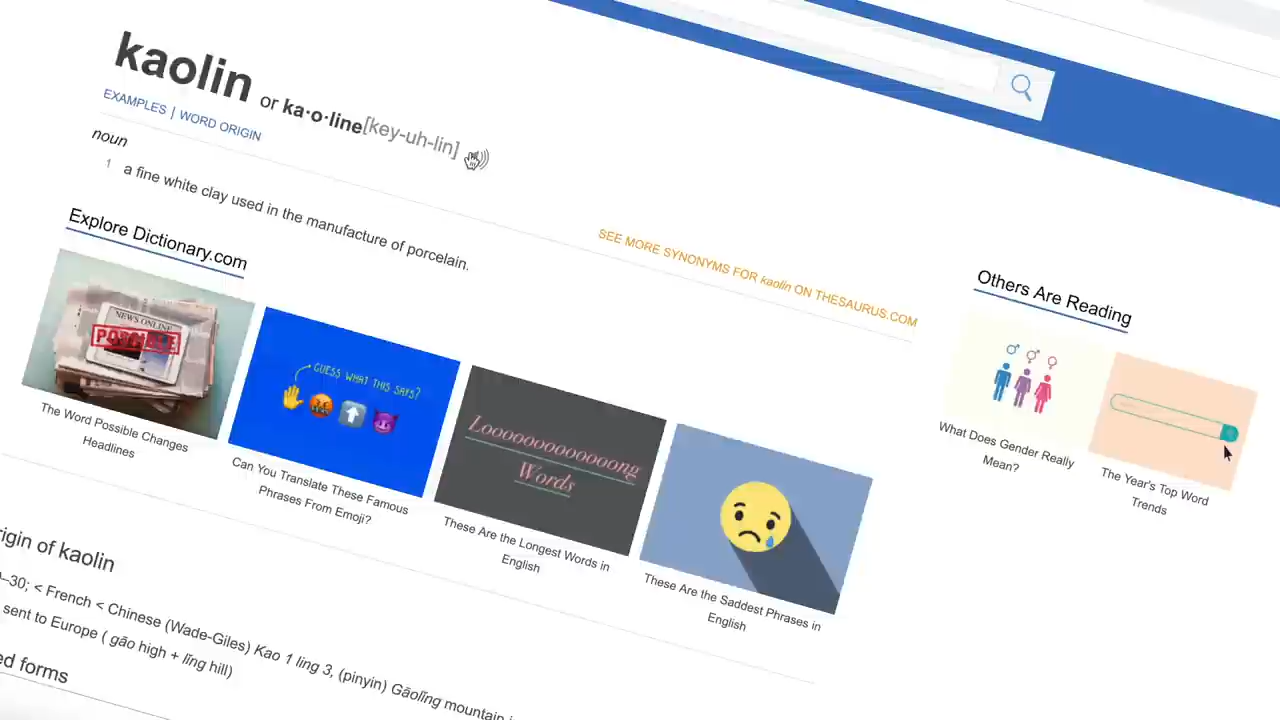 kaolin or ka·o·line[key-uh-lin]
EXAMPLES | WORD ORIGIN
noun
1 a fine white clay used in the manufacture of porcelain.
SEE MORE SYNONYMS FOR kaolin ON THESAURUS.COM
Explore Dictionary.com
NEWS ONLINE
POSSIBLE
The Word Possible Changes
Headlines
GUESS WHAT THIS SAYS?
Can You Translate These Famous
Phrases From Emoji?
Looooooooooooong
Words
These Are the Longest Words in
English
These Are the Saddest Phrases in
English
Others Are Reading
What Does Gender Really
Mean?
The Year's Top Word
Trends
rigin of kaolin
–30; < French < Chinese (Wade-Giles) Kao 1 ling 3, (pinyin) Gāolǐng mountain i
sent to Europe ( gāo high + lǐng hill)
ed forms